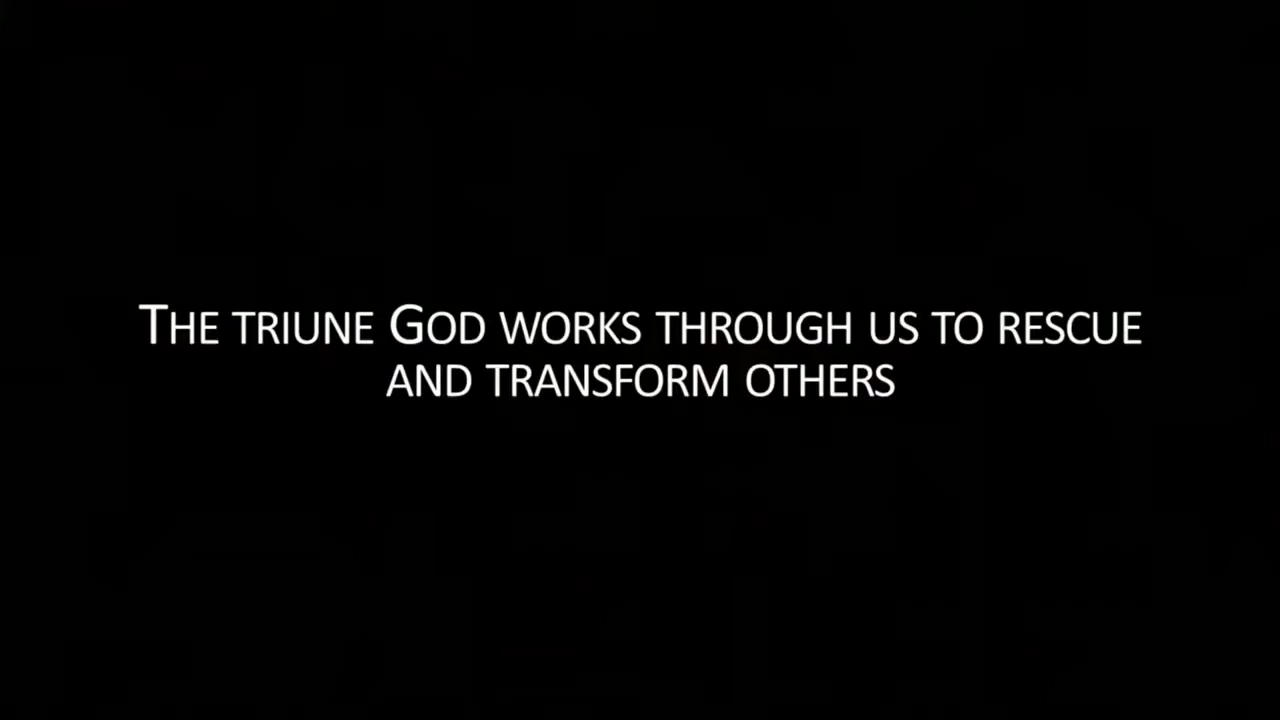 The triune God works through us to rescue
and transform others